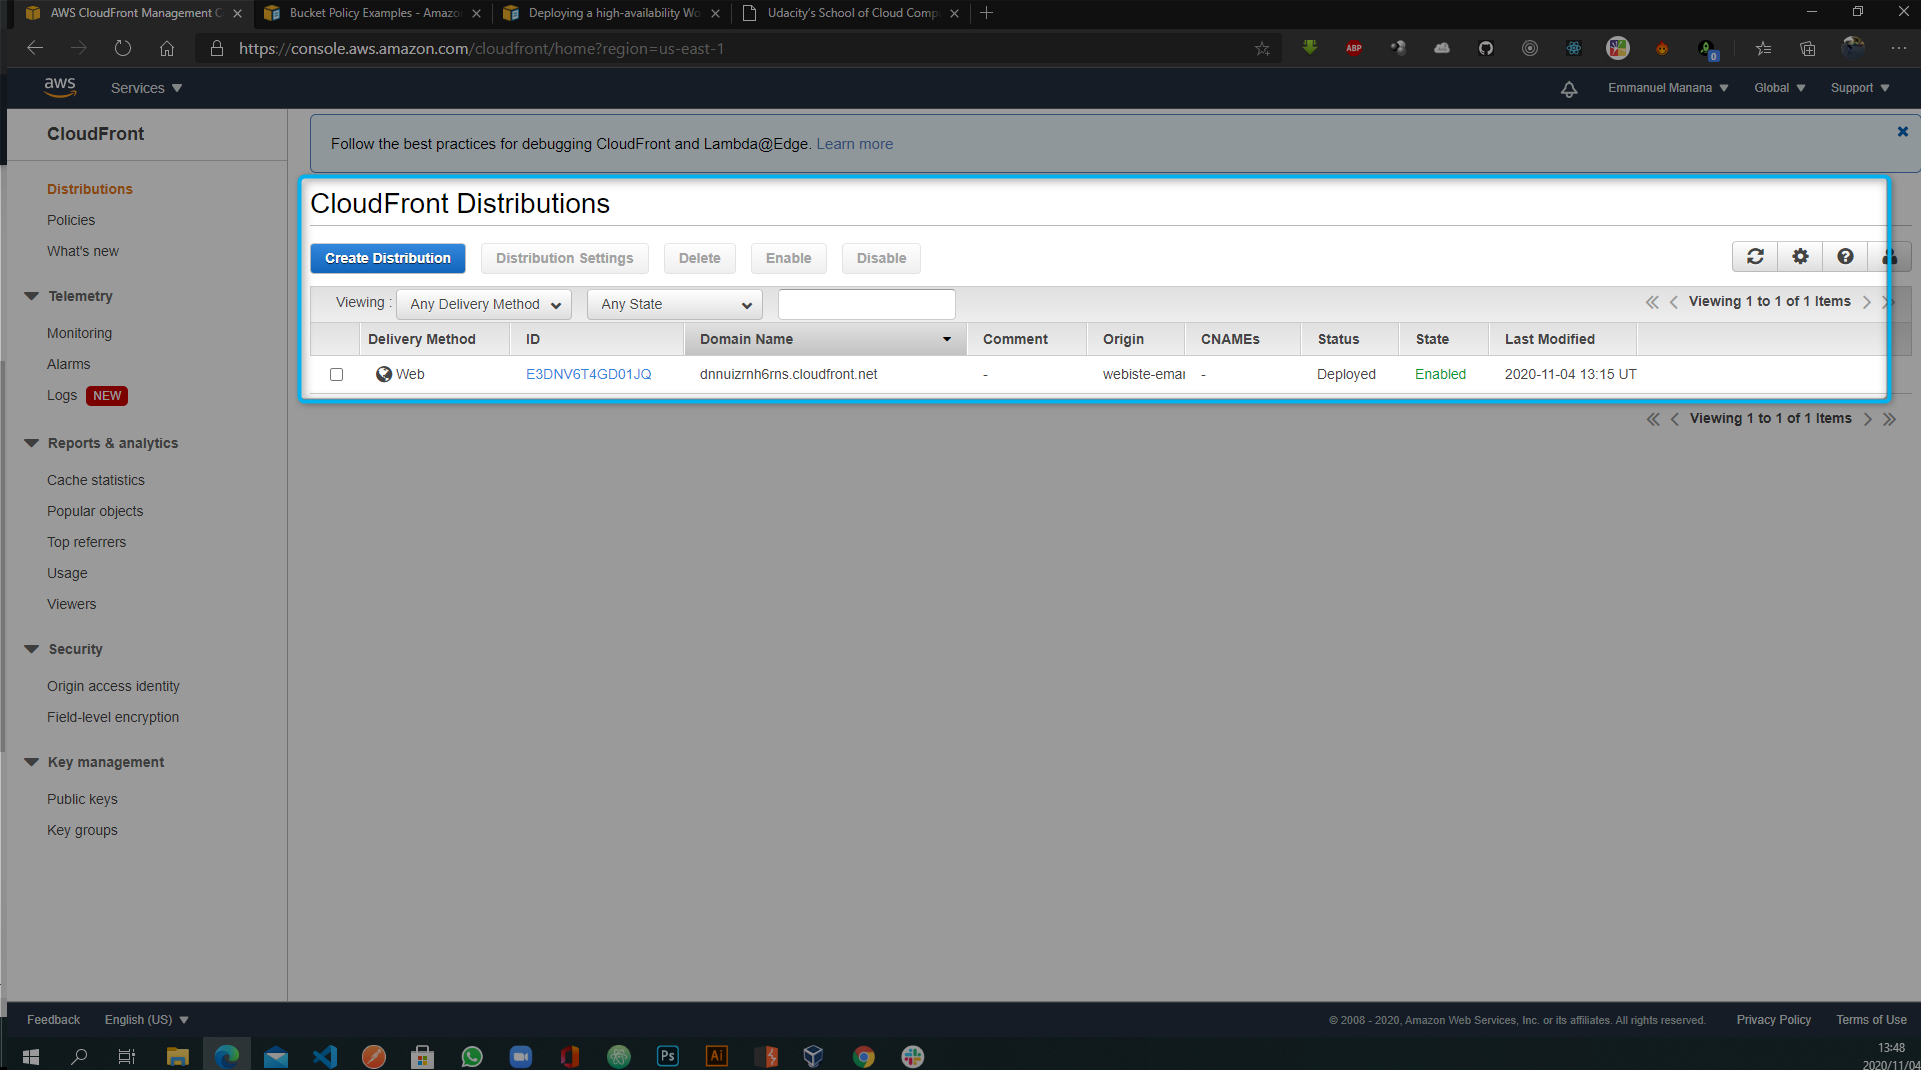 AWS CloudFront Management C
Bucket Policy Examples - Amazo
Deploying a high-availability Wo
Udacity's School of Cloud Comp
https://console.aws.amazon.com/cloudfront/home?region=us-east-1
ABP
0
aws
Services
Emmanuel Manana
Global
Support
CloudFront
Follow the best practices for debugging CloudFront and Lambda@Edge. Learn more
Distributions
Policies
What's new
Telemetry
Monitoring
Alarms
Logs NEW
Reports & analytics
Cache statistics
Popular objects
Top referrers
Usage
Viewers
Security
Origin access identity
Field-level encryption
Key management
Public keys
Key groups
CloudFront Distributions
Create Distribution Distribution Settings Delete Enable Disable
Viewing : Any Delivery Method Any State Viewing 1 to 1 of 1 Items
Delivery Method ID Domain Name Comment Origin CNAMEs Status State Last Modified
Web E3DNV6T4GD01JQ dnnuizrnh6rns.cloudfront.net - webiste-emar - Deployed Enabled 2020-11-04 13:15 UT
Viewing 1 to 1 of 1 Items
Feedback English (US) © 2008 - 2020, Amazon Web Services, Inc. or its affiliates. All rights reserved. Privacy Policy Terms of Use
Ps
Ai
13:48
2020/11/04